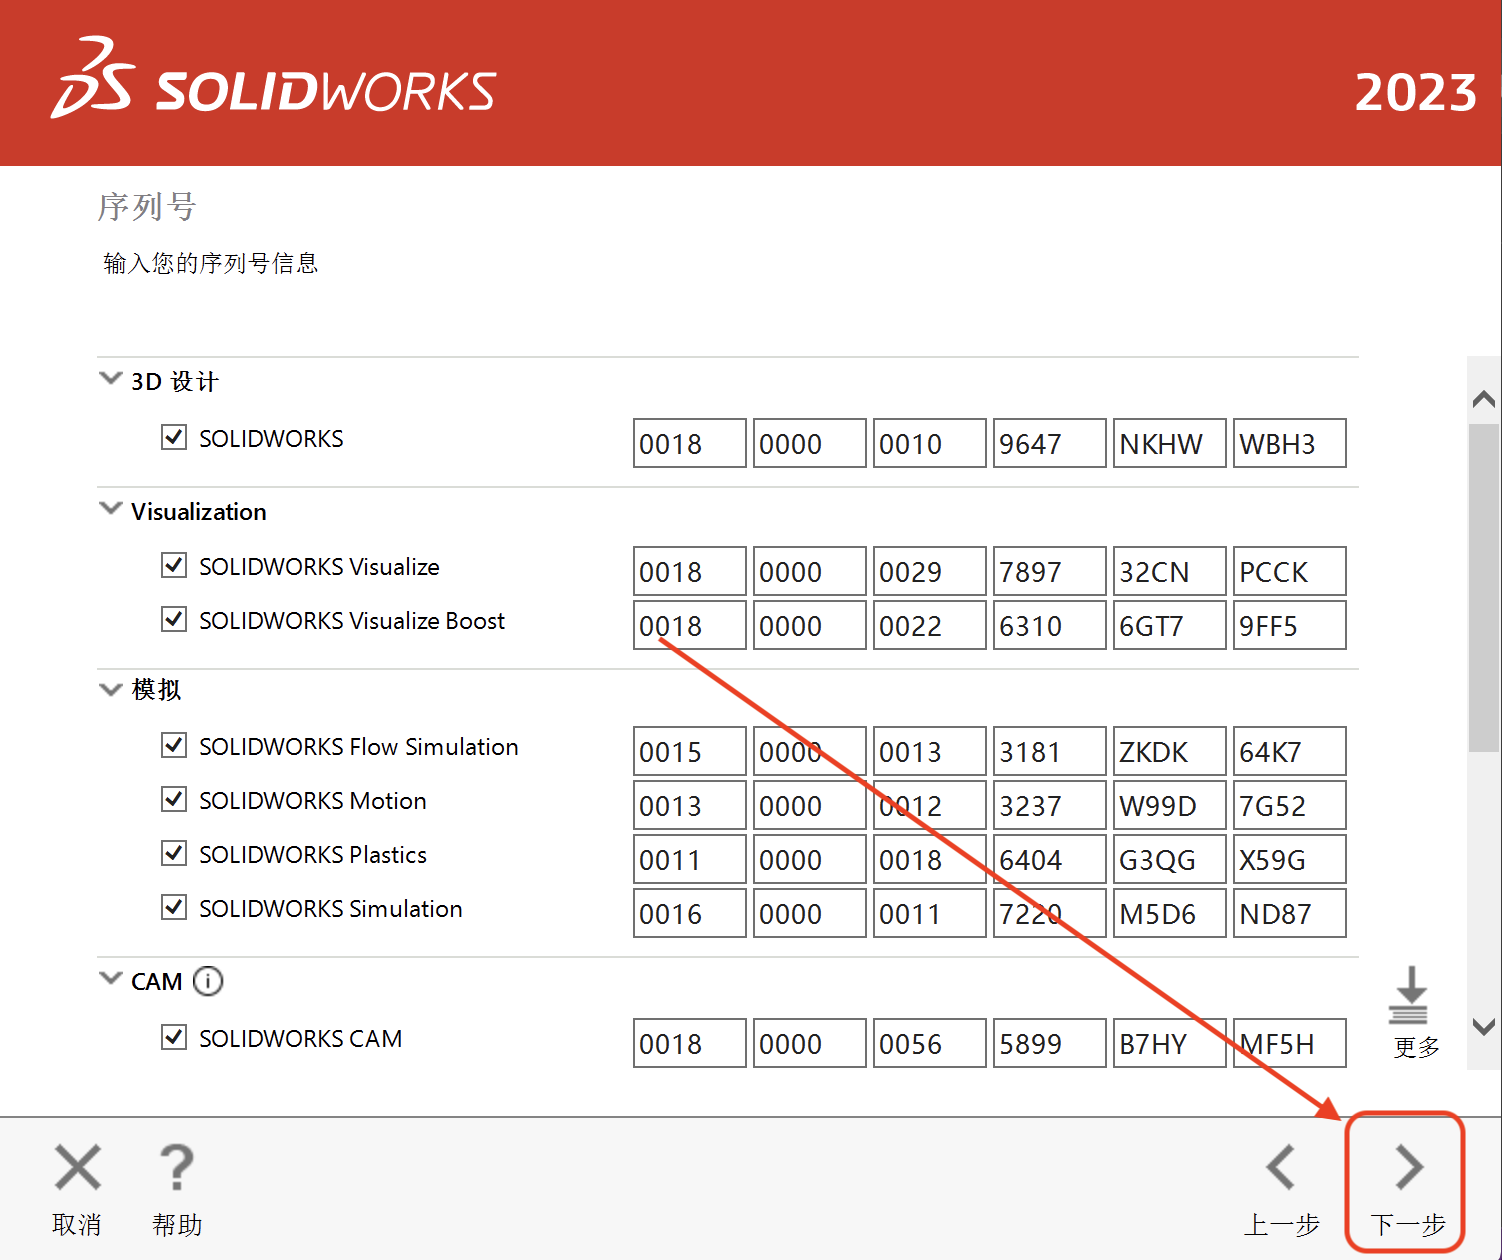 SOLIDWORKS 2023
序列号
输入您的序列号信息
3D 设计
SOLIDWORKS 0018 0000 0010 9647 NKHW WBH3
Visualization
SOLIDWORKS Visualize 0018 0000 0029 7897 32CN PCCK
SOLIDWORKS Visualize Boost 0018 0000 0022 6310 6GT7 9FF5
模拟
SOLIDWORKS Flow Simulation 0015 0000 0013 3181 ZKDK 64K7
SOLIDWORKS Motion 0013 0000 0012 3237 W99D 7G52
SOLIDWORKS Plastics 0011 0000 0018 6404 G3QG X59G
SOLIDWORKS Simulation 0016 0000 0011 7220 M5D6 ND87
CAM
SOLIDWORKS CAM 0018 0000 0056 5899 B7HY MF5H
更多
取消 帮助 上一步 下一步